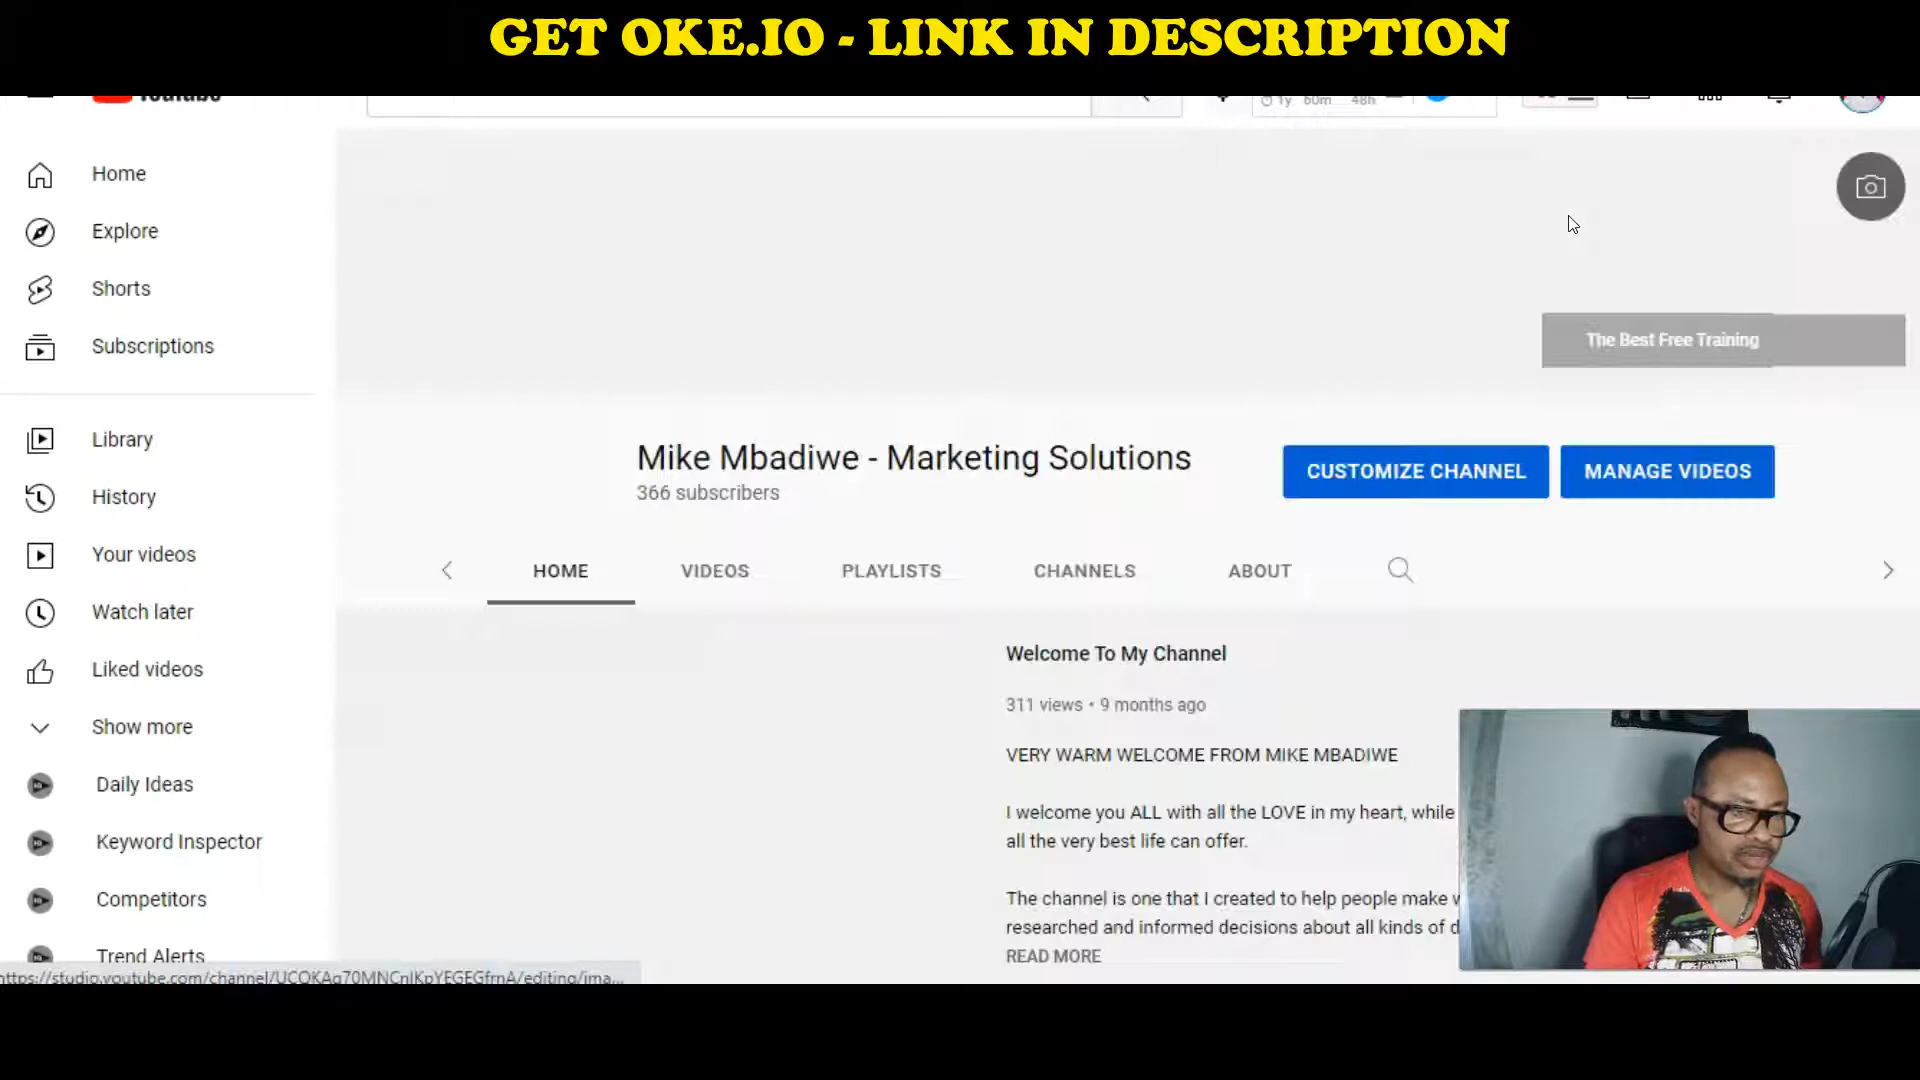 GET OKE.IO - LINK IN DESCRIPTION
YouTube
1y 60m 48h
Home
Explore
Shorts
Subscriptions
Library
History
Your videos
Watch later
Liked videos
Show more
Daily Ideas
Keyword Inspector
Competitors
Trend Alerts
The Best Free Training
Mike Mbadiwe - Marketing Solutions
366 subscribers
CUSTOMIZE CHANNEL
MANAGE VIDEOS
HOME VIDEOS PLAYLISTS CHANNELS ABOUT
Welcome To My Channel
311 views • 9 months ago
VERY WARM WELCOME FROM MIKE MBADIWE
I welcome you ALL with all the LOVE in my heart, while
all the very best life can offer.
The channel is one that I created to help people make
researched and informed decisions about all kinds of
READ MORE